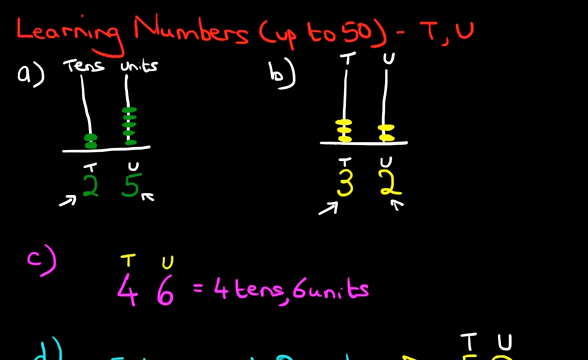 Learning Numbers (up to 50) - T, U
a) Tens units
T U
2 5
b) T U
T U
3 2
c) T U
4 6 = 4 tens, 6 units
d) T U